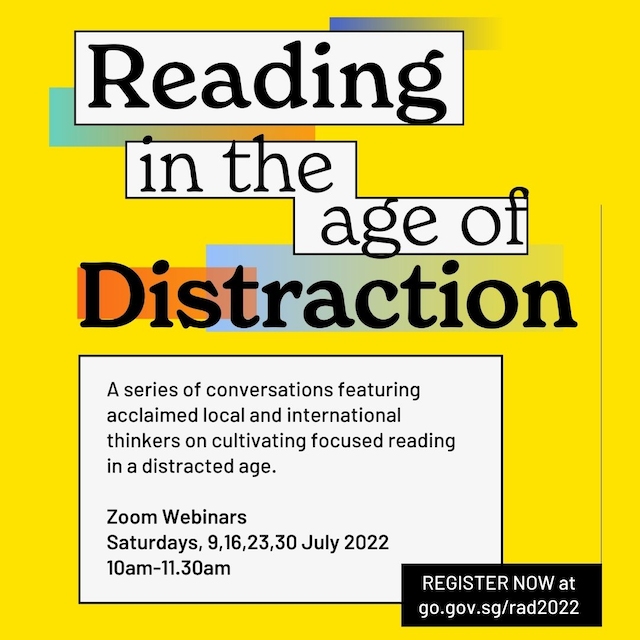 Reading
in the
age of
Distraction
A series of conversations featuring
acclaimed local and international
thinkers on cultivating focused reading
in a distracted age.
Zoom Webinars
Saturdays, 9,16,23,30 July 2022
10am-11.30am
REGISTER NOW at
go.gov.sg/rad2022